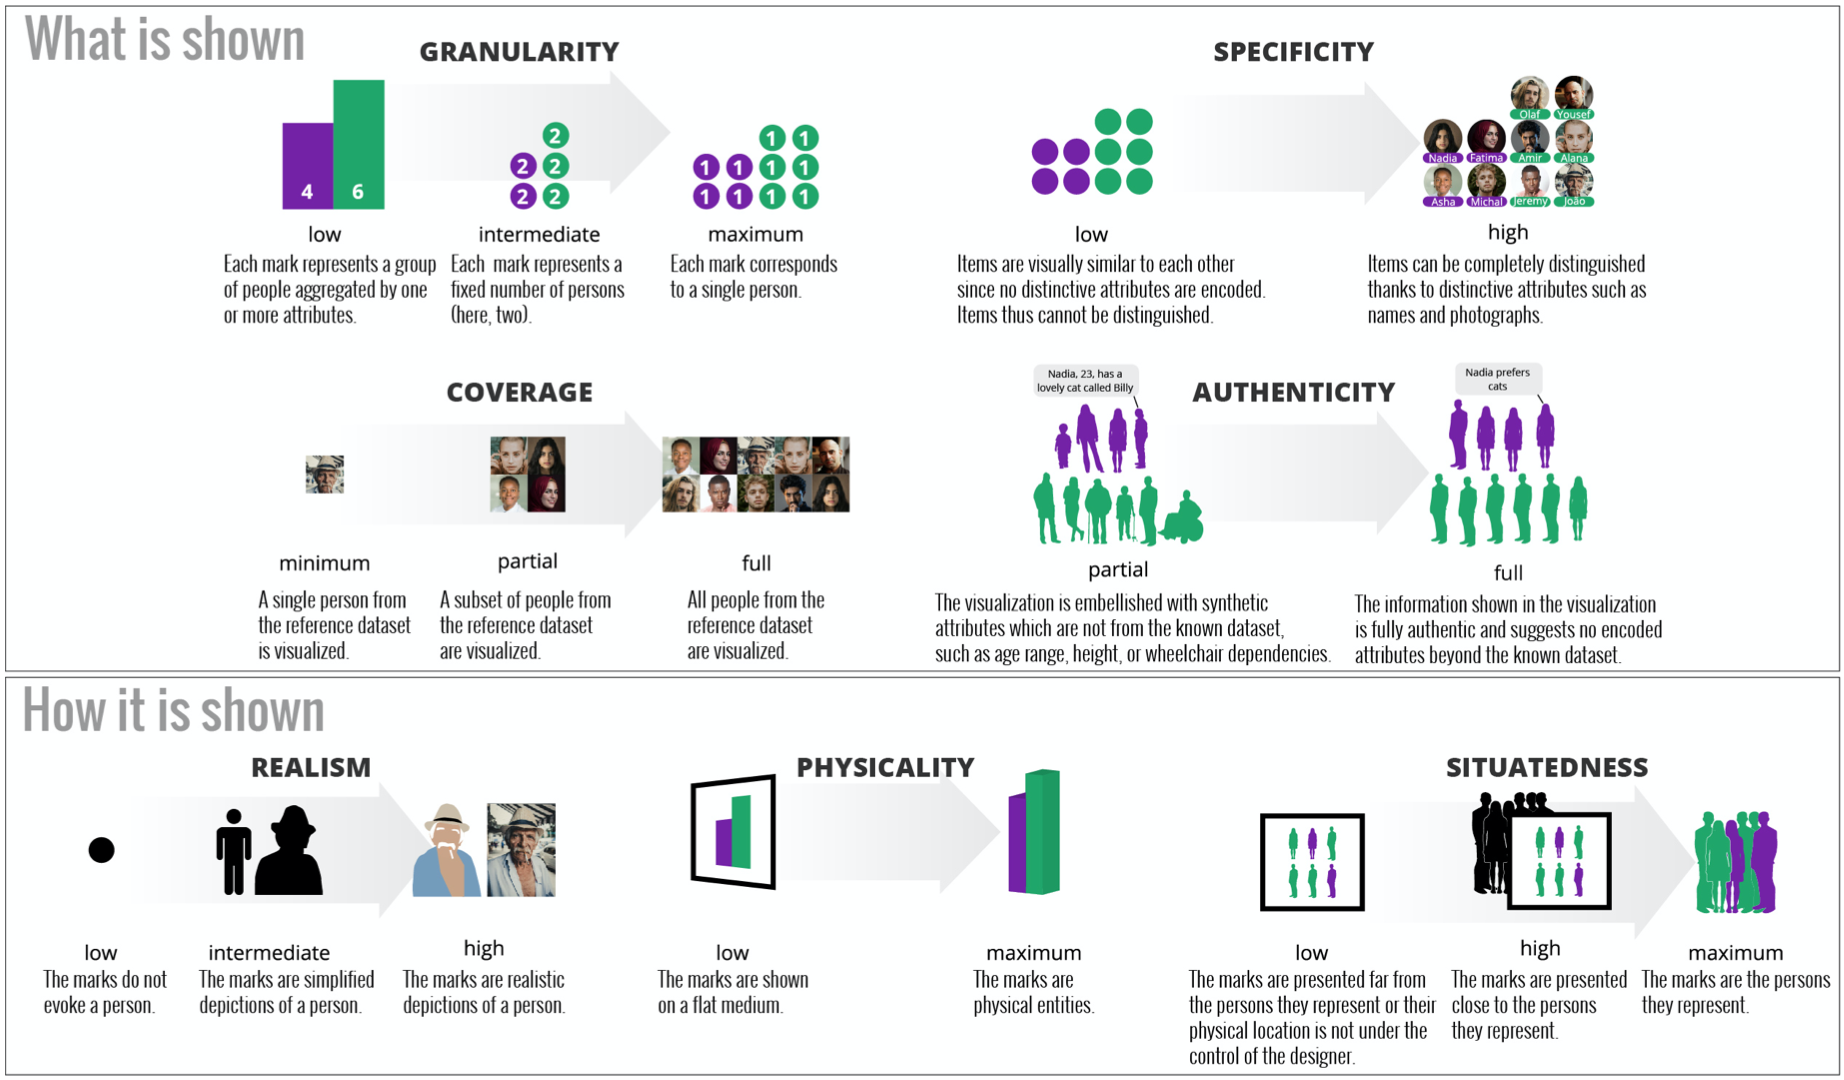 What is shown
GRANULARITY
4
6
2
2
2
2
2
1
1
1
1
1
1
1
1
1
1
low
Each mark represents a group
of people aggregated by one
or more attributes.
intermediate
Each mark represents a
fixed number of persons
(here, two).
maximum
Each mark corresponds
to a single person.
SPECIFICITY
Olaf
Yousef
Nadia
Fatima
Amir
Alana
Asha
Michal
Jeremy
João
low
Items are visually similar to each other
since no distinctive attributes are encoded.
Items thus cannot be distinguished.
high
Items can be completely distinguished
thanks to distinctive attributes such as
names and photographs.
COVERAGE
minimum
A single person from
the reference dataset
is visualized.
partial
A subset of people from
the reference dataset
are visualized.
full
All people from the
reference dataset
are visualized.
AUTHENTICITY
Nadia, 23, has a
lovely cat called Billy
Nadia prefers
cats
partial
The visualization is embellished with synthetic
attributes which are not from the known dataset,
such as age range, height, or wheelchair dependencies.
full
The information shown in the visualization
is fully authentic and suggests no encoded
attributes beyond the known dataset.
How it is shown
REALISM
low
The marks do not
evoke a person.
intermediate
The marks are simplified
depictions of a person.
high
The marks are realistic
depictions of a person.
PHYSICALITY
low
The marks are shown
on a flat medium.
maximum
The marks are
physical entities.
SITUATEDNESS
low
The marks are presented far from
the persons they represent or their
physical location is not under the
control of the designer.
high
The marks are presented
close to the persons
they represent.
maximum
The marks are the persons
they represent.